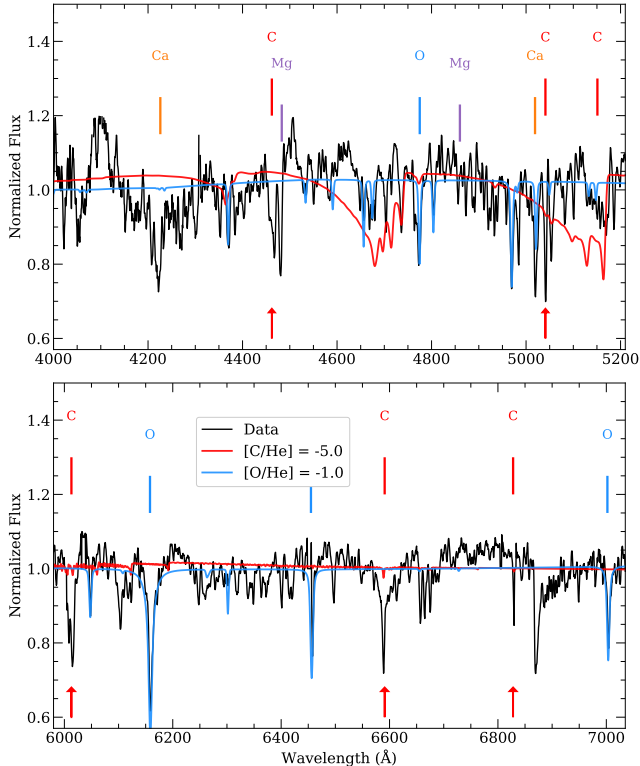 1.4
1.2
1.0
0.8
0.6
Normalized Flux
Ca
C
Mg
O
Mg
Ca
C
C
4000 4200 4400 4600 4800 5000 5200
1.4
1.2
1.0
0.8
0.6
Normalized Flux
C
O
C
C
O
Data
[C/He] = -5.0
[O/He] = -1.0
6000 6200 6400 6600 6800 7000
Wavelength (Å)